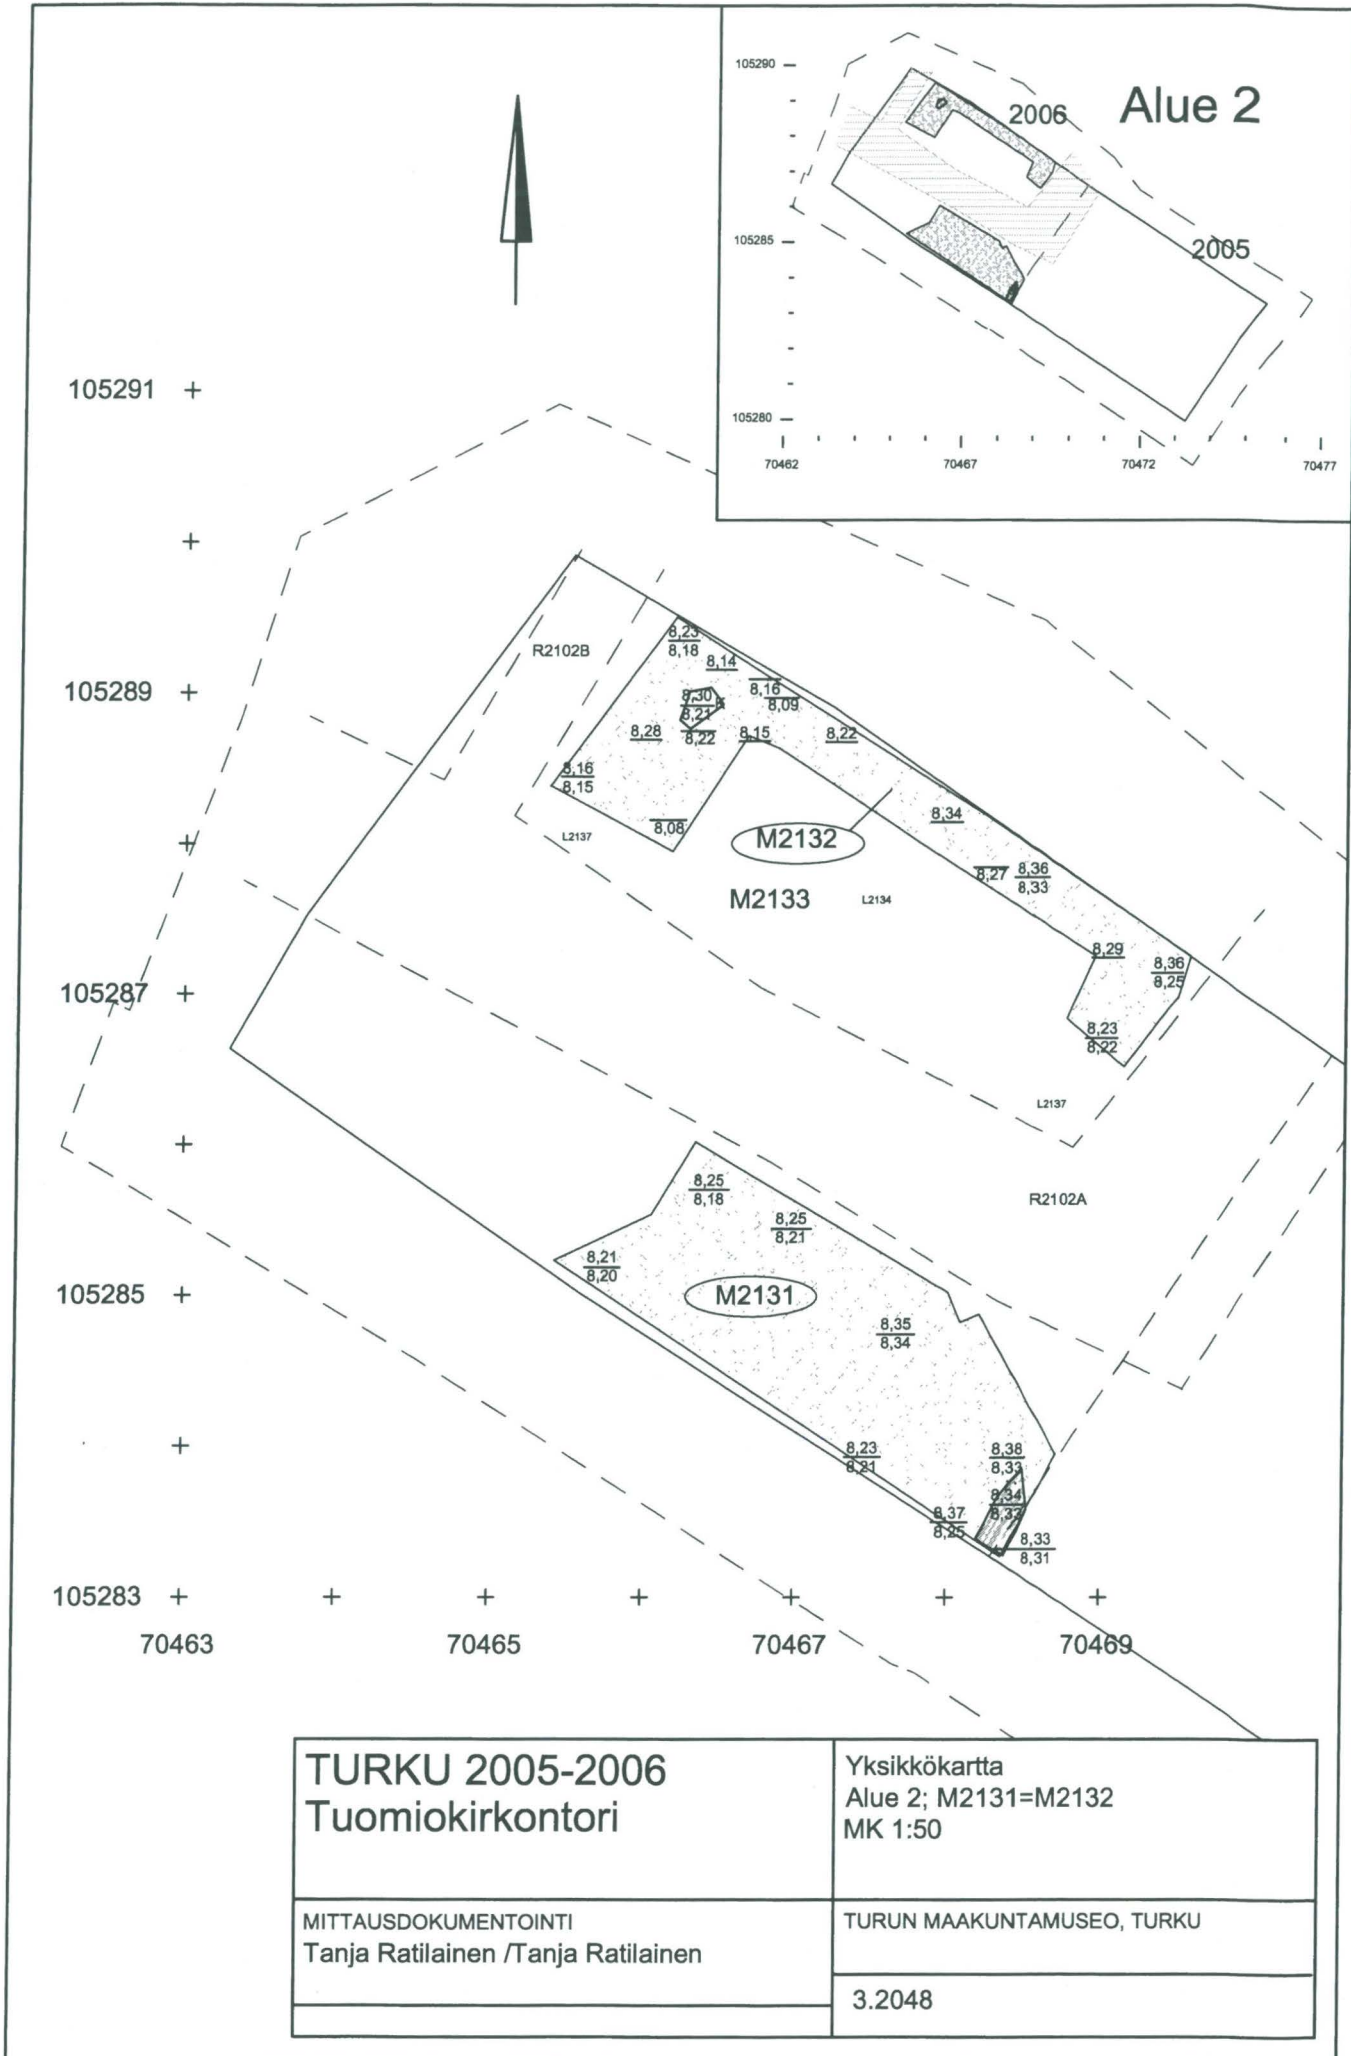 105290
Alue 2
2006
105285
2005
105280
70462 70467 70472 70477
105291
R2102B
8,23
8,18
8,14
105289
8,16
8,09
8,30
8,21
K
8,28
8,22
8,15
8,22
8,16
8,15
8,08
8,34
L2137
M2132
8,27
8,36
8,33
M2133
L2134
8,29
8,36
8,25
105287
8,23
8,22
L2137
R2102A
8,25
8,18
8,25
8,21
8,21
8,20
105285
M2131
8,35
8,34
8,23
8,21
8,38
8,33
8,34
8,33
8,37
8,25
8,33
8,31
105283
70463 70465 70467 70469
TURKU 2005-2006
Tuomiokirkontori
Yksikkökartta
Alue 2; M2131=M2132
MK 1:50
MITTAUSDOKUMENTOINTI
Tanja Ratilainen /Tanja Ratilainen
TURUN MAAKUNTAMUSEO, TURKU
3.2048